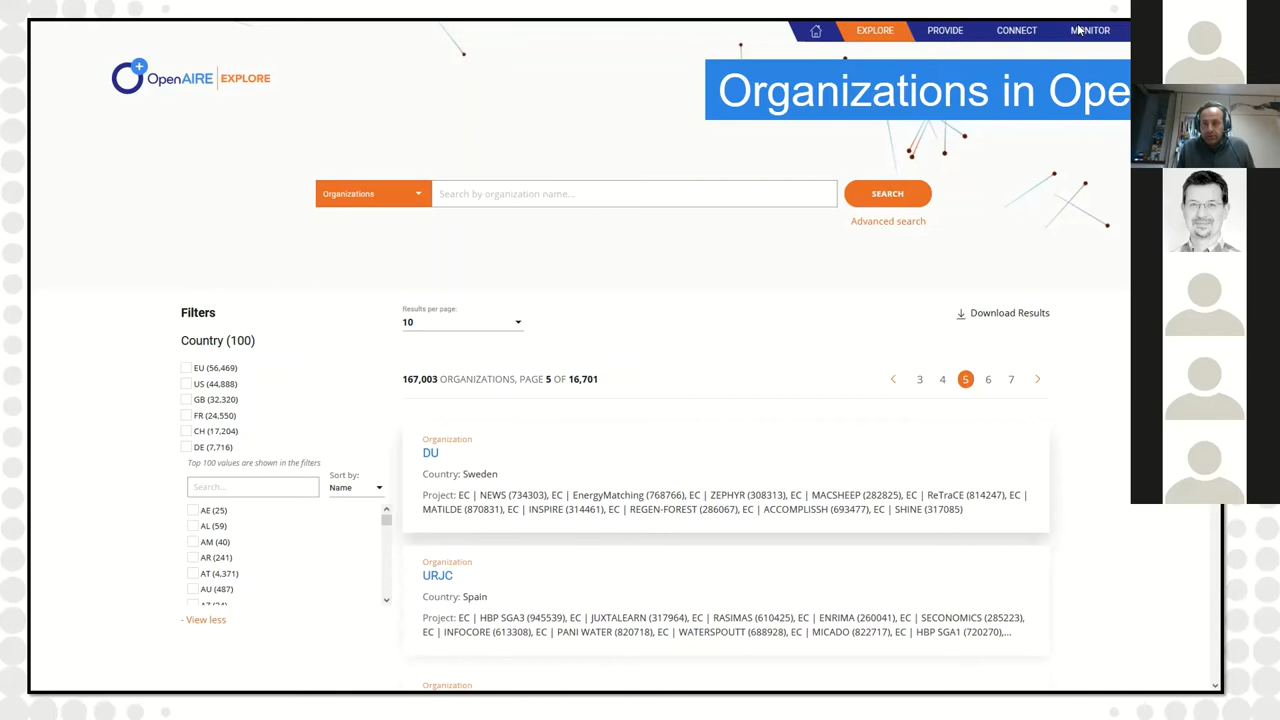 EXPLORE PROVIDE CONNECT MONITOR
OpenAIRE | EXPLORE
Organizations in Ope
Organizations Search by organization name... SEARCH
Advanced search
Filters
Country (100)
EU (56,469)
US (44,888)
GB (32,320)
FR (24,550)
CH (17,204)
DE (7,716)
Top 100 values are shown in the filters
Search...
Sort by:
Name
AE (25)
AL (59)
AM (40)
AR (241)
AT (4,371)
AU (487)
- View less
Results per page:
10
Download Results
167,003 ORGANIZATIONS, PAGE 5 OF 16,701
3 4 5 6 7
Organization
DU
Country: Sweden
Project: EC | NEWS (734303), EC | EnergyMatching (768766), EC | ZEPHYR (308313), EC | MACSHEEP (282825), EC | ReTraCE (814247), EC |
MATILDE (870831), EC | INSPIRE (314461), EC | REGEN-FOREST (286067), EC | ACCOMPLISSH (693477), EC | SHINE (317085)
Organization
URJC
Country: Spain
Project: EC | HBP SGA3 (945539), EC | JUXTALEARN (317964), EC | RASIMAS (610425), EC | ENRIMA (260041), EC | SECONOMICS (285223),
EC | INFOCORE (613308), EC | PANI WATER (820718), EC | WATERSPOUTT (688928), EC | MICADO (822717), EC | HBP SGA1 (720270),...
Organization